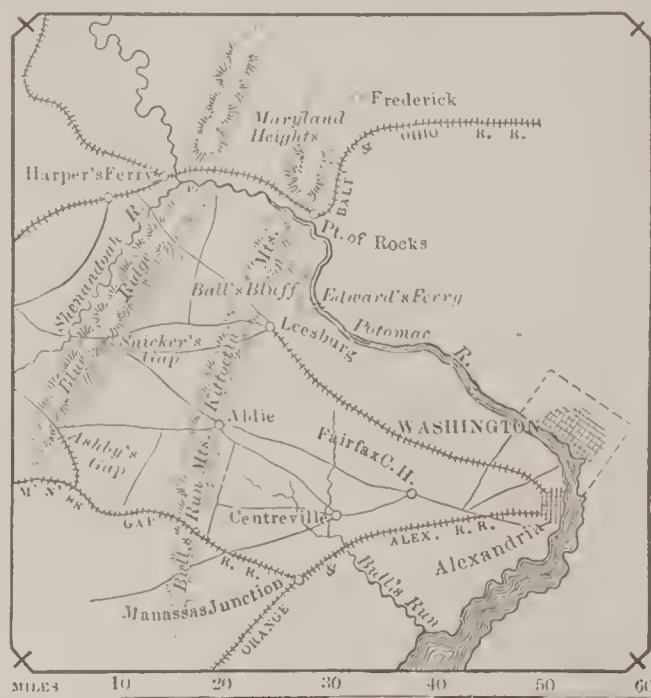 Frederick
Maryland
Heights
BALT & OHIO R. R.
Harper's Ferry
Pt. of Rocks
Shenandoah R.
Blue Ridge
Mts.
Ball's Bluff
Edward's Ferry
Potomac R.
Snicker's
Gap
Leesburg
Kittoctin
Aldie
WASHINGTON
Fairfax C. H.
Ashby's
Gap
Centreville
GAP R. R.
Bull's Run Mts.
ORANGE & ALEX. R. R.
Alexandria
Manassas Junction
Bull's Run
MILES 10 20 30 40 50 60